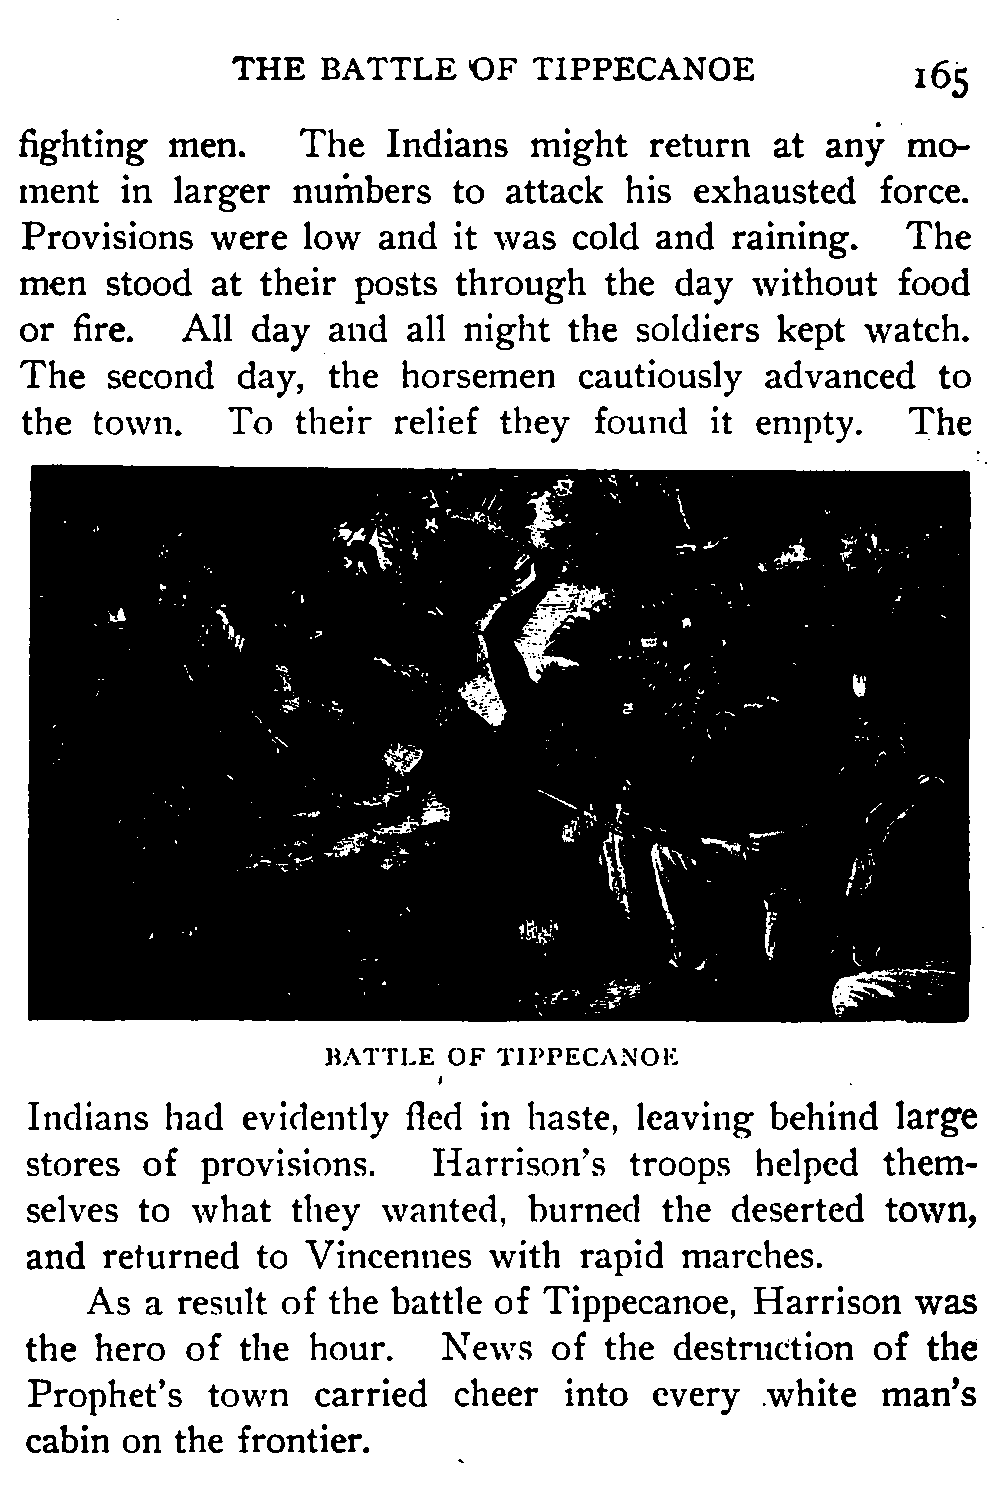 THE BATTLE OF TIPPECANOE 165
fighting men. The Indians might return at any mo-
ment in larger numbers to attack his exhausted force.
Provisions were low and it was cold and raining. The
men stood at their posts through the day without food
or fire. All day and all night the soldiers kept watch.
The second day, the horsemen cautiously advanced to
the town. To their relief they found it empty. The
BATTLE OF TIPPECANOE
Indians had evidently fled in haste, leaving behind large
stores of provisions. Harrison's troops helped them-
selves to what they wanted, burned the deserted town,
and returned to Vincennes with rapid marches.
As a result of the battle of Tippecanoe, Harrison was
the hero of the hour. News of the destruction of the
Prophet's town carried cheer into every white man's
cabin on the frontier.